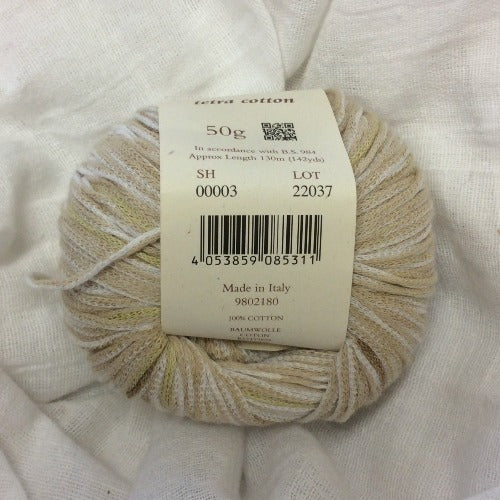 tetra cotton
50g
In accordance with B.S. 984
Approx Length 130m (142yds)
SH LOT
00003 22037
4 053859 085311
Made in Italy
9802180
100% COTTON
BAUMWOLLE
COTON